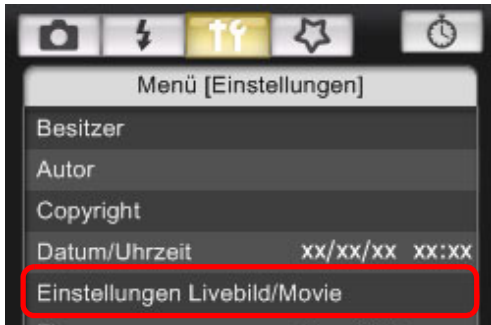 Menü [Einstellungen]
Besitzer
Autor
Copyright
Datum/Uhrzeit xx/xx/xx xx:xx
Einstellungen Livebild/Movie